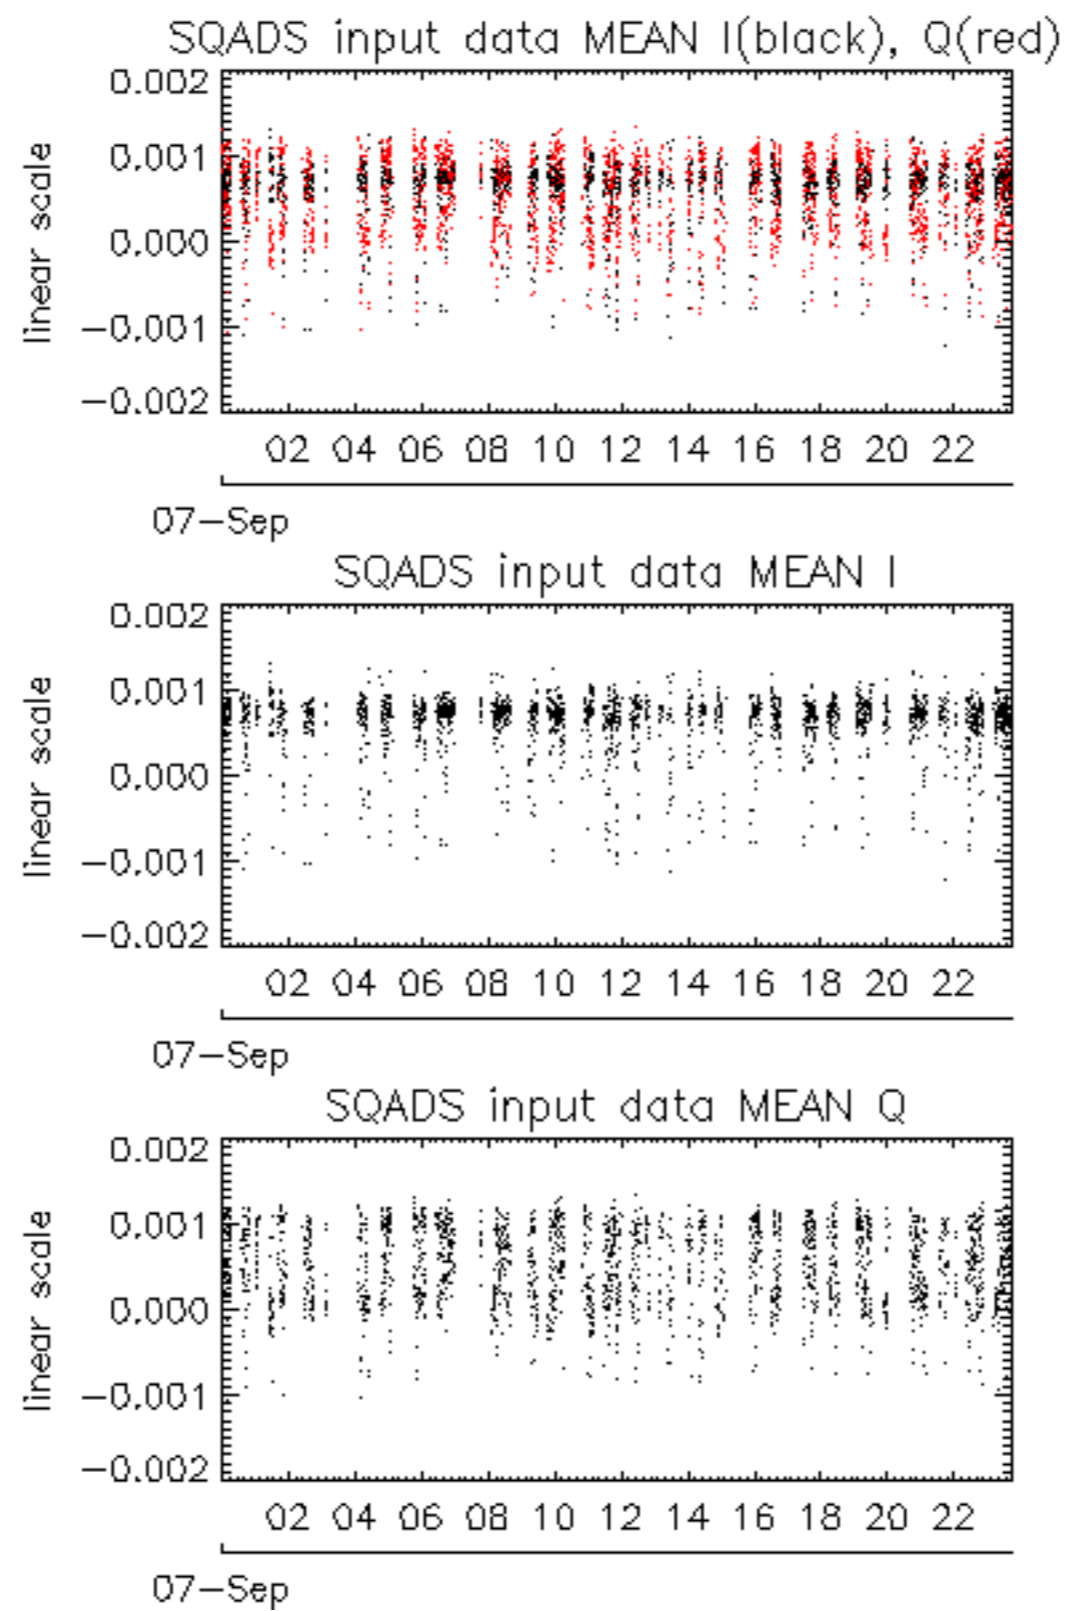 SQADS input data MEAN I(black), Q(red)
0.002
0.001
0.000
−0.001
−0.002
linear scale
02 04 06 08 10 12 14 16 18 20 22
07−Sep
SQADS input data MEAN I
0.002
0.001
0.000
−0.001
−0.002
linear scale
02 04 06 08 10 12 14 16 18 20 22
07−Sep
SQADS input data MEAN Q
0.002
0.001
0.000
−0.001
−0.002
linear scale
02 04 06 08 10 12 14 16 18 20 22
07−Sep